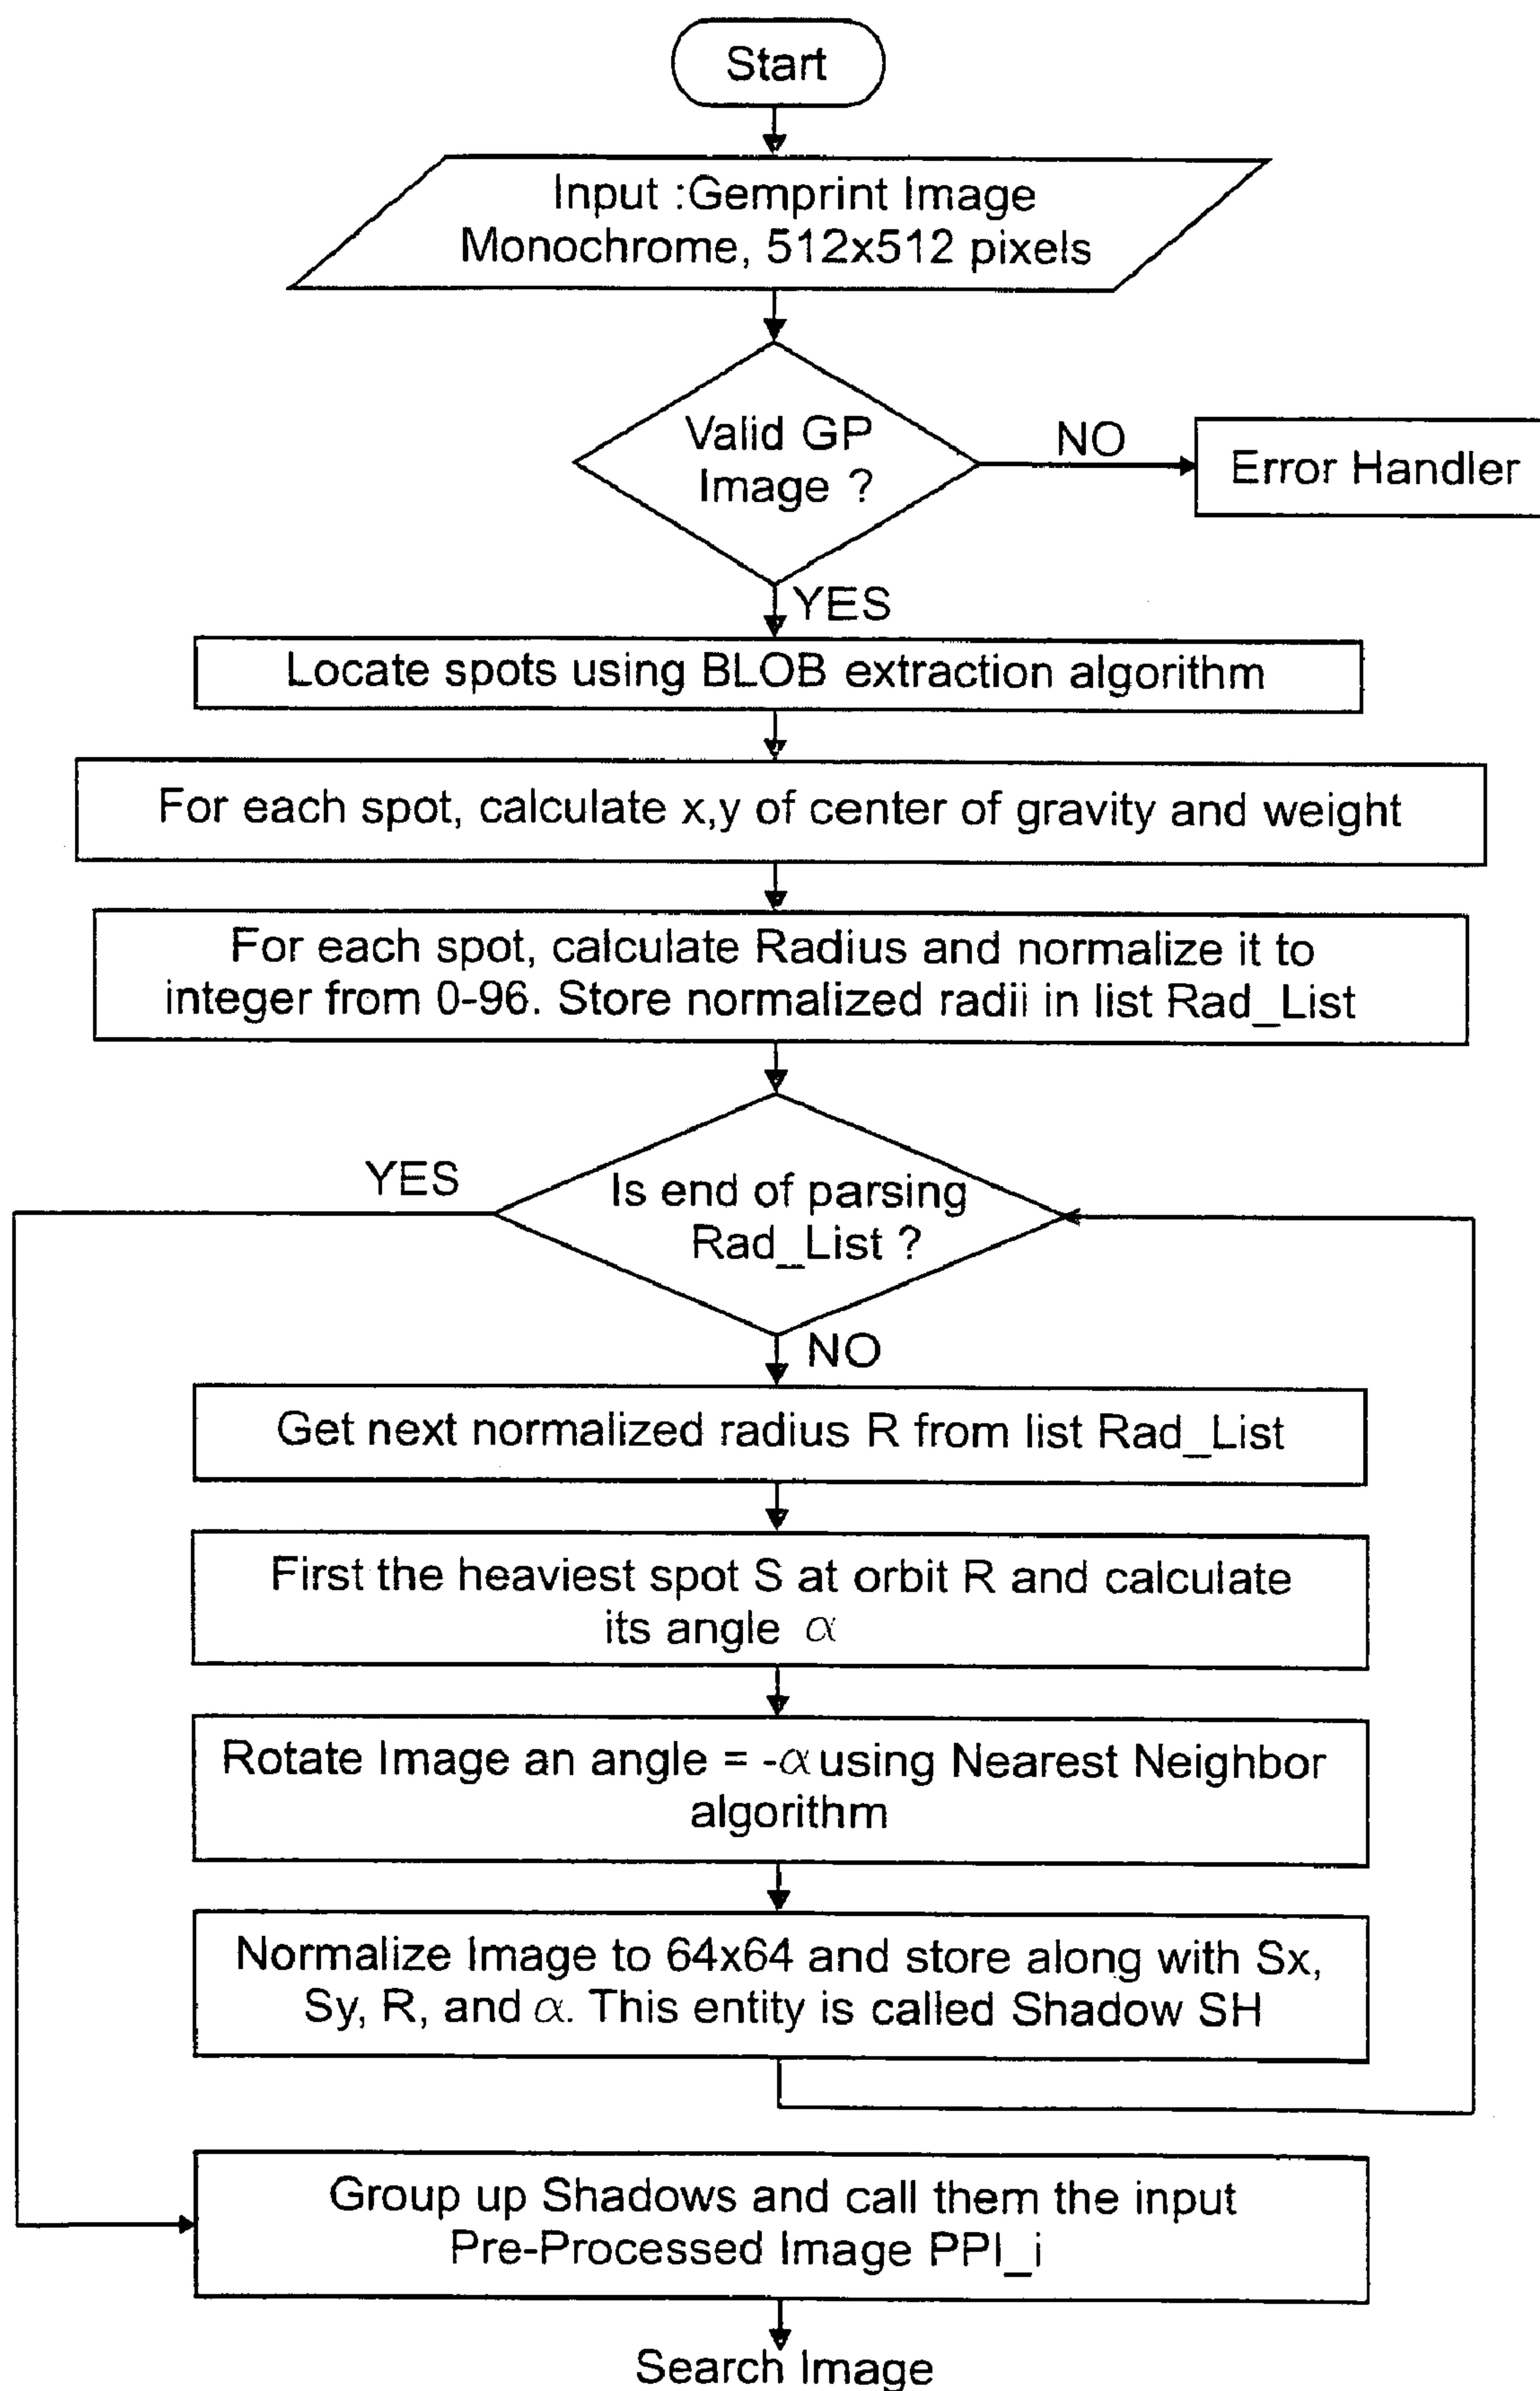 Start
Input :Gemprint Image
Monochrome, 512x512 pixels
Valid GP
Image ?
NO
Error Handler
YES
Locate spots using BLOB extraction algorithm
For each spot, calculate x,y of center of gravity and weight
For each spot, calculate Radius and normalize it to
integer from 0-96. Store normalized radii in list Rad_List
YES
Is end of parsing
Rad_List ?
NO
Get next normalized radius R from list Rad_List
First the heaviest spot S at orbit R and calculate
its angle α
Rotate Image an angle = -α using Nearest Neighbor
algorithm
Normalize Image to 64x64 and store along with Sx,
Sy, R, and α. This entity is called Shadow SH
Group up Shadows and call them the input
Pre-Processed Image PPI_i
Search Image